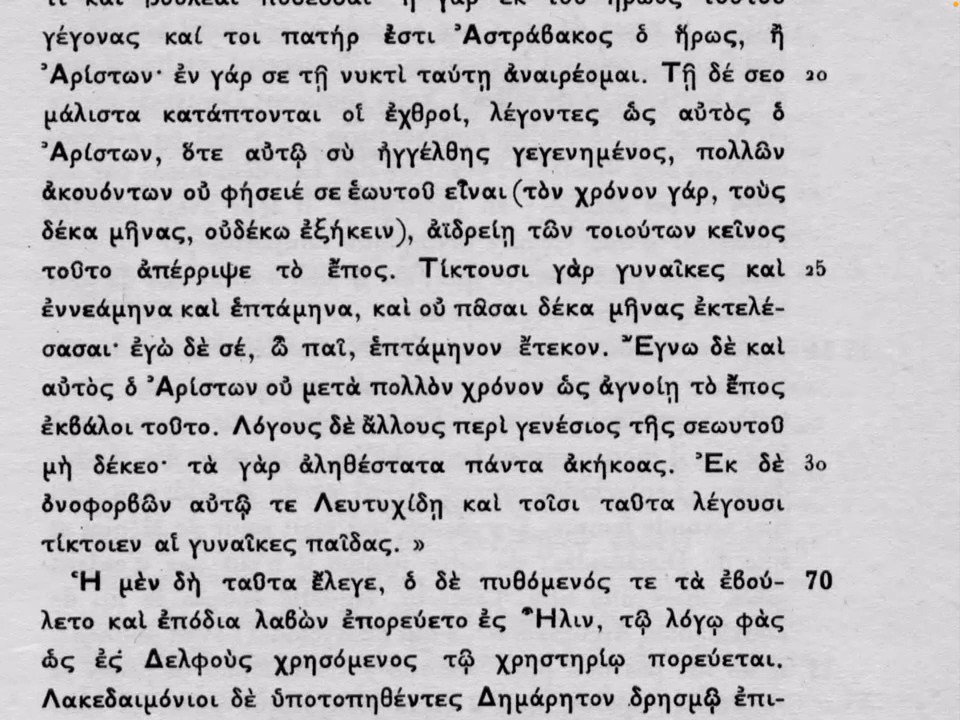 γέγονας καί τοι πατήρ ἐστι Ἀστράβακος ὁ ἥρως, ἢ
Ἀρίστων· ἐν γάρ σε τῇ νυκτὶ ταύτῃ ἀναιρέομαι. Τῇ δέ σεο 20
μάλιστα κατάπτονται οἱ ἐχθροί, λέγοντες ὡς αὐτὸς ὁ
Ἀρίστων, ὅτε αὐτῷ σὺ ἠγγέλθης γεγενημένος, πολλῶν
ἀκουόντων οὐ φήσειέ σε ἑωυτοῦ εἶναι (τὸν χρόνον γάρ, τοὺς
δέκα μῆνας, οὐδέκω ἐξήκειν), ἀϊδρείῃ τῶν τοιούτων κεῖνος
τοῦτο ἀπέρριψε τὸ ἔπος. Τίκτουσι γὰρ γυναῖκες καὶ 25
ἐννεάμηνα καὶ ἑπτάμηνα, καὶ οὐ πᾶσαι δέκα μῆνας ἐκτελέ-
σασαι· ἐγὼ δὲ σέ, ὦ παῖ, ἑπτάμηνον ἔτεκον. Ἔγνω δὲ καὶ
αὐτὸς ὁ Ἀρίστων οὐ μετὰ πολλὸν χρόνον ὡς ἀγνοίῃ τὸ ἔπος
ἐκβάλοι τοῦτο. Λόγους δὲ ἄλλους περὶ γενέσιος τῆς σεωυτοῦ
μὴ δέκεο· τὰ γὰρ ἀληθέστατα πάντα ἀκήκοας. Ἐκ δὲ 30
ὀνοφορβῶν αὐτῷ τε Λευτυχίδῃ καὶ τοῖσι ταῦτα λέγουσι
τίκτοιεν αἱ γυναῖκες παῖδας. »
Ἡ μὲν δὴ ταῦτα ἔλεγε, ὁ δὲ πυθόμενός τε τὰ ἐβού- 70
λετο καὶ ἐπόδια λαβὼν ἐπορεύετο ἐς Ἦλιν, τῷ λόγῳ φὰς
ὡς ἐς Δελφοὺς χρησόμενος τῷ χρηστηρίῳ πορεύεται.
Λακεδαιμόνιοι δὲ ὑποτοπηθέντες Δημάρητον δρησμῷ ἐπι-